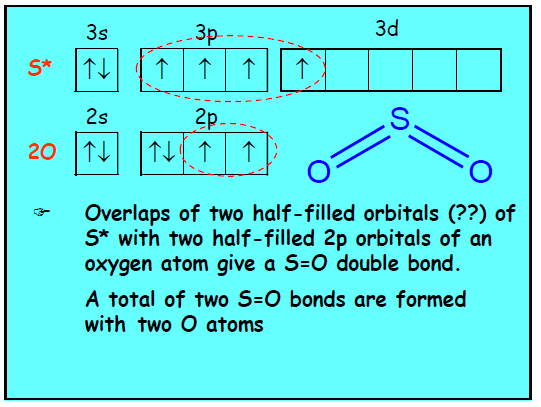 3s 3p 3d
S* ↑↓ ↑ ↑ ↑ ↑
2s 2p
2O ↑↓ ↑↓ ↑ ↑
S
O O
☞ Overlaps of two half-filled orbitals (??) of
S* with two half-filled 2p orbitals of an
oxygen atom give a S=O double bond.
A total of two S=O bonds are formed
with two O atoms